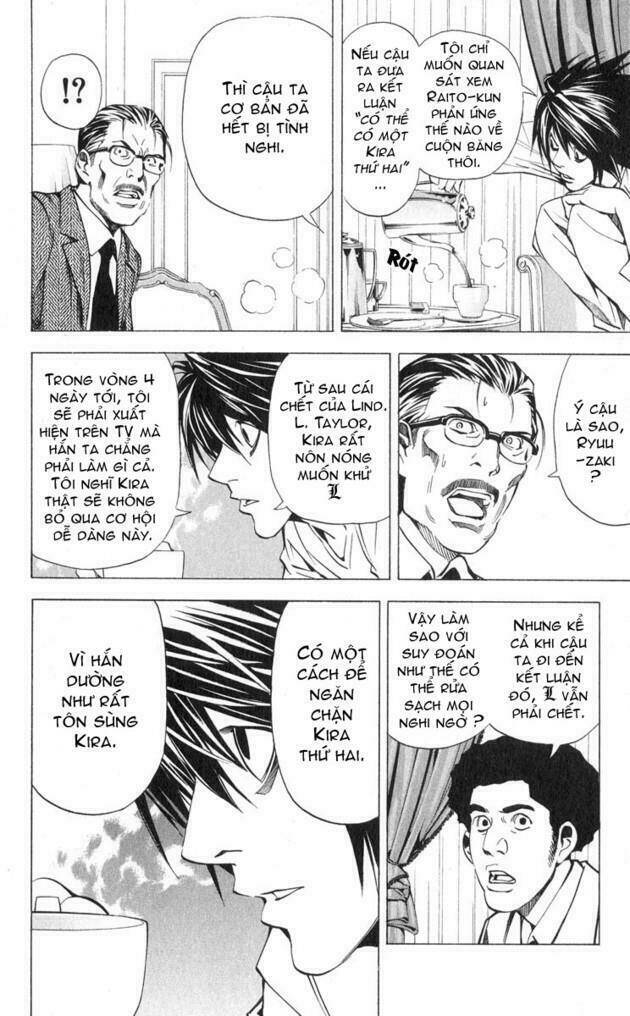 TÔI CHỈ
MUỐN QUAN
SÁT XEM
RAITO-KUN
PHẢN ỨNG
THẾ NÀO VỀ
CUỘN BĂNG
THÔI.
NẾU CẬU
TA ĐƯA
RA KẾT
LUẬN
"CÓ THỂ
CÓ MỘT
KIRA
THỨ HAI"
...
RÓT
THÌ CẬU TA
CƠ BẢN ĐÃ
HẾT BỊ TÌNH
NGHI.
!?
Ý CẬU
LÀ SAO,
RYUU
-ZAKI
?
TỪ SAU CÁI
CHẾT CỦA LIND.
L. TAYLOR,
KIRA RẤT
NÔN NÓNG
MUỐN KHỬ
L
TRONG VÒNG 4
NGÀY TỚI, TÔI
SẼ PHẢI XUẤT
HIỆN TRÊN TV MÀ
HẮN TA CHẲNG
PHẢI LÀM GÌ CẢ.
TÔI NGHĨ KIRA
THẬT SẼ KHÔNG
BỎ QUA CƠ HỘI
DỄ DÀNG NÀY.
NHƯNG KỂ
CẢ KHI CẬU
TA ĐI ĐẾN
KẾT LUẬN
ĐÓ, L VẪN
PHẢI CHẾT.
VẬY LÀM
SAO VỚI
SUY ĐOÁN
NHƯ THẾ CÓ
THỂ RỬA
SẠCH MỌI
NGHI NGỜ ?
CÓ MỘT
CÁCH ĐỂ
NGĂN
CHẶN
KIRA
THỨ HAI.
VÌ HẮN
DƯỜNG
NHƯ RẤT
TÔN SÙNG
KIRA.